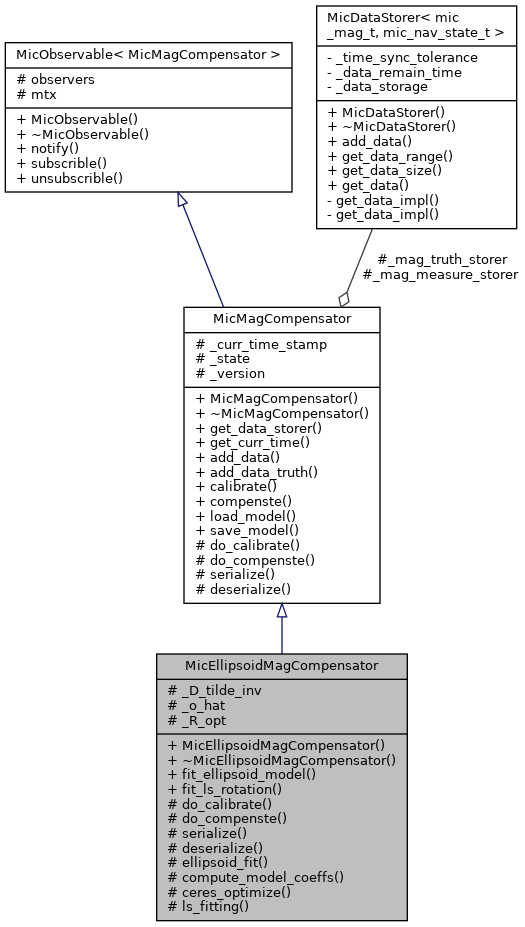 MicDataStorer< mic
_mag_t, mic_nav_state_t >
- _time_sync_tolerance
- _data_remain_time
- _data_storage
+ MicDataStorer()
+ ~MicDataStorer()
+ add_data()
+ get_data_range()
+ get_data_size()
+ get_data()
- get_data_impl()
- get_data_impl()
MicObservable< MicMagCompensator >
# observers
# mtx
+ MicObservable()
+ ~MicObservable()
+ notify()
+ subscrible()
+ unsubscrible()
#_mag_truth_storer
#_mag_measure_storer
MicMagCompensator
# _curr_time_stamp
# _state
# _version
+ MicMagCompensator()
+ ~MicMagCompensator()
+ get_data_storer()
+ get_curr_time()
+ add_data()
+ add_data_truth()
+ calibrate()
+ compenste()
+ load_model()
+ save_model()
# do_calibrate()
# do_compenste()
# serialize()
# deserialize()
MicEllipsoidMagCompensator
# _D_tilde_inv
# _o_hat
# _R_opt
+ MicEllipsoidMagCompensator()
+ ~MicEllipsoidMagCompensator()
+ fit_ellipsoid_model()
+ fit_ls_rotation()
# do_calibrate()
# do_compenste()
# serialize()
# deserialize()
# ellipsoid_fit()
# compute_model_coeffs()
# ceres_optimize()
# ls_fitting()